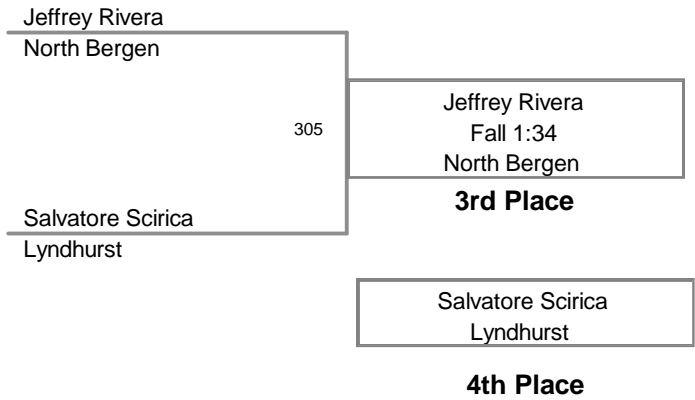 Jeffrey Rivera
North Bergen
305
Jeffrey Rivera
Fall 1:34
North Bergen
3rd Place
Salvatore Scirica
Lyndhurst
Salvatore Scirica
Lyndhurst
4th Place